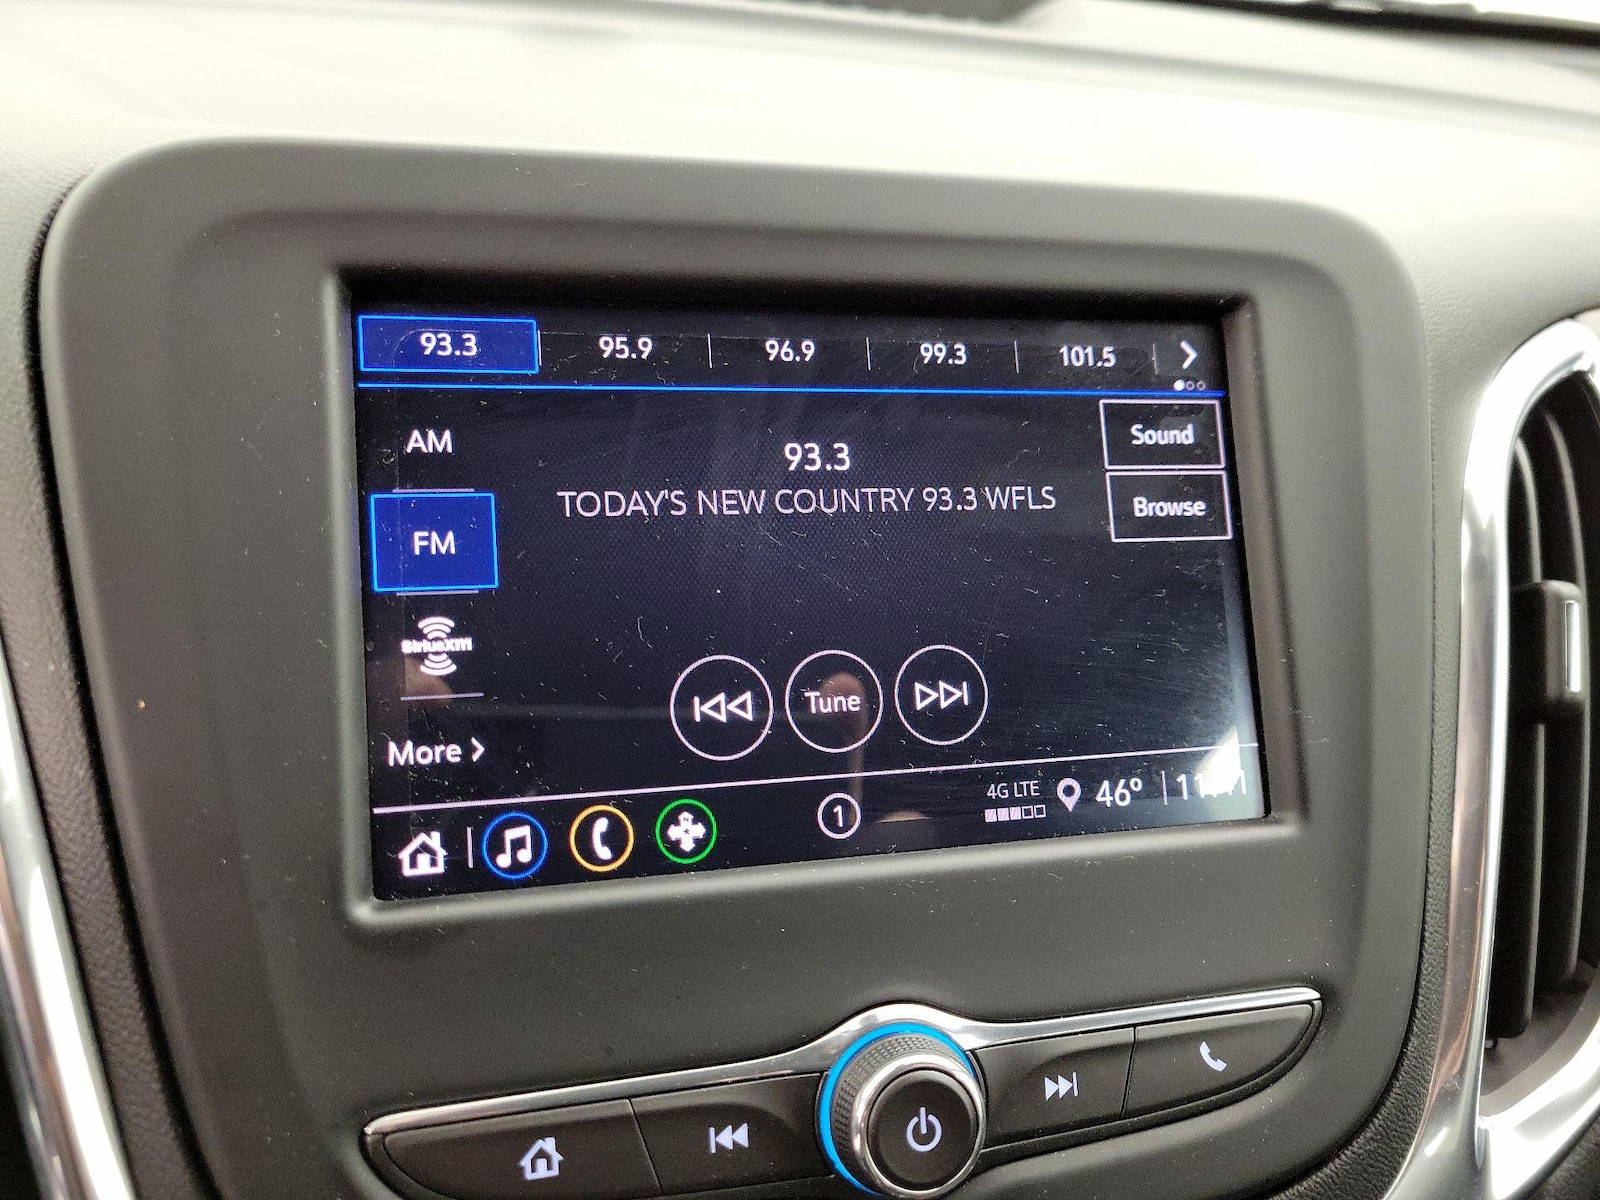 93.3 95.9 96.9 99.3 101.5
AM
93.3
Sound
TODAY'S NEW COUNTRY 93.3 WFLS
Browse
FM
SiriusXM
Tune
More
1
4G LTE
46°